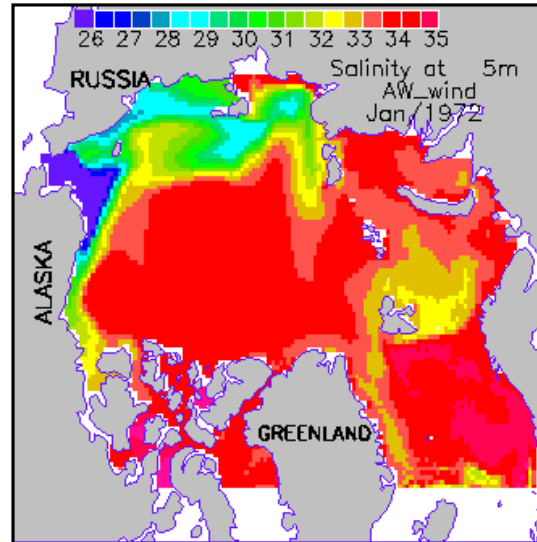 26 27 28 29 30 31 32 33 34 35
RUSSIA
Salinity at 5m
AW_wind
Jan/1972
ALASKA
GREENLAND